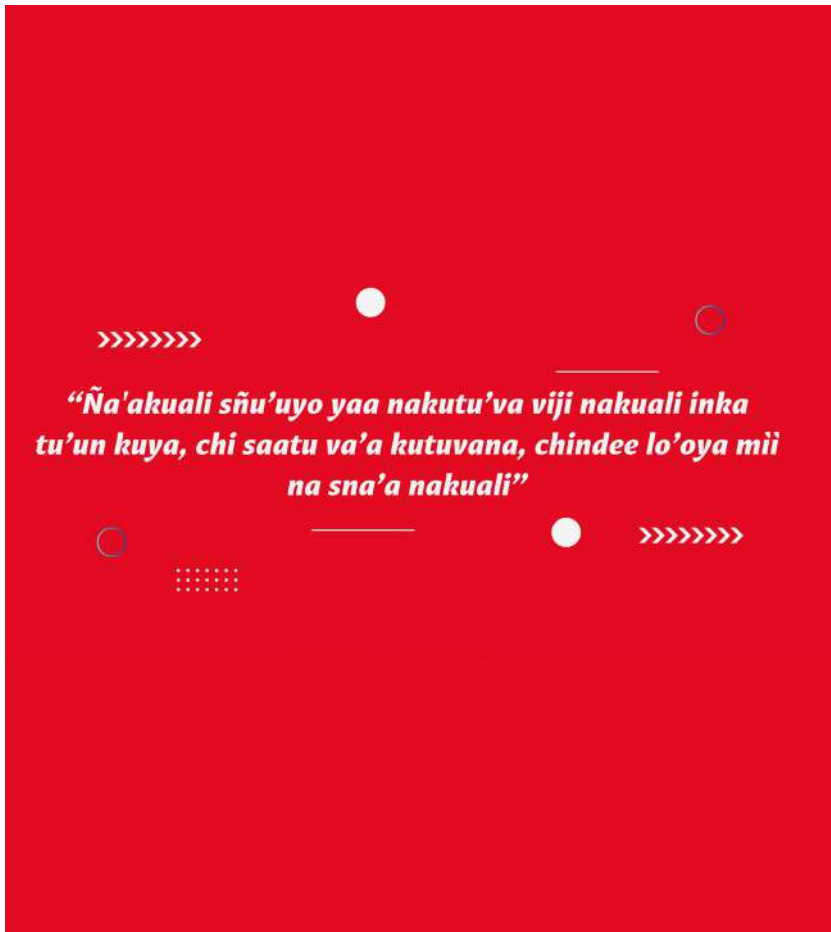 “Ña'akuali sñu’uyo yaa nakutu’va viji nakuali inka
tu’un kuya, chi saatu va’a kutuvana, chindee lo’oya mìì
na sna’a nakuali”